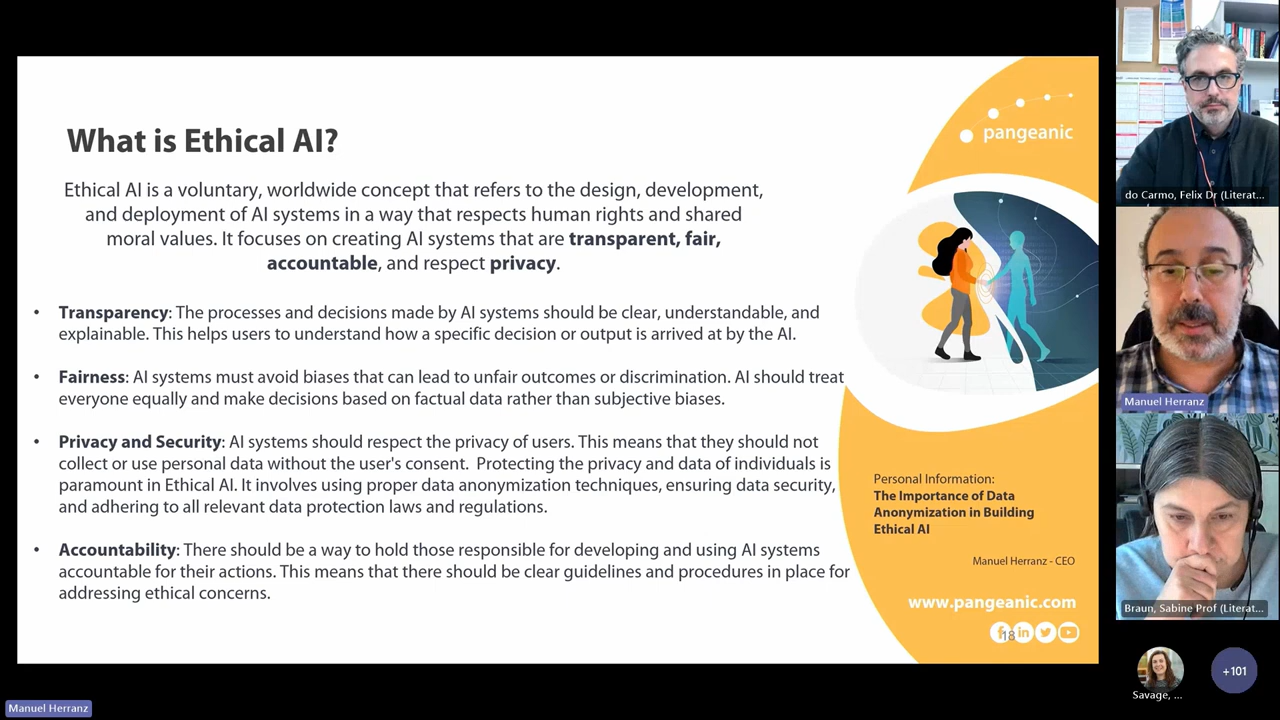 What is Ethical AI?
Ethical AI is a voluntary, worldwide concept that refers to the design, development,
and deployment of AI systems in a way that respects human rights and shared
moral values. It focuses on creating AI systems that are transparent, fair,
accountable, and respect privacy.
• Transparency: The processes and decisions made by AI systems should be clear, understandable, and
explainable. This helps users to understand how a specific decision or output is arrived at by the AI.
• Fairness: AI systems must avoid biases that can lead to unfair outcomes or discrimination. AI should treat
everyone equally and make decisions based on factual data rather than subjective biases.
• Privacy and Security: AI systems should respect the privacy of users. This means that they should not
collect or use personal data without the user's consent.  Protecting the privacy and data of individuals is
paramount in Ethical AI. It involves using proper data anonymization techniques, ensuring data security,
and adhering to all relevant data protection laws and regulations.
• Accountability: There should be a way to hold those responsible for developing and using AI systems
accountable for their actions. This means that there should be clear guidelines and procedures in place for
addressing ethical concerns.
pangeanic
Personal Information:
The Importance of Data
Anonymization in Building
Ethical AI
Manuel Herranz - CEO
www.pangeanic.com
18
do Carmo, Felix Dr (Literat...
Manuel Herranz
Braun, Sabine Prof (Literat...
Savage, ...
+101
Manuel Herranz